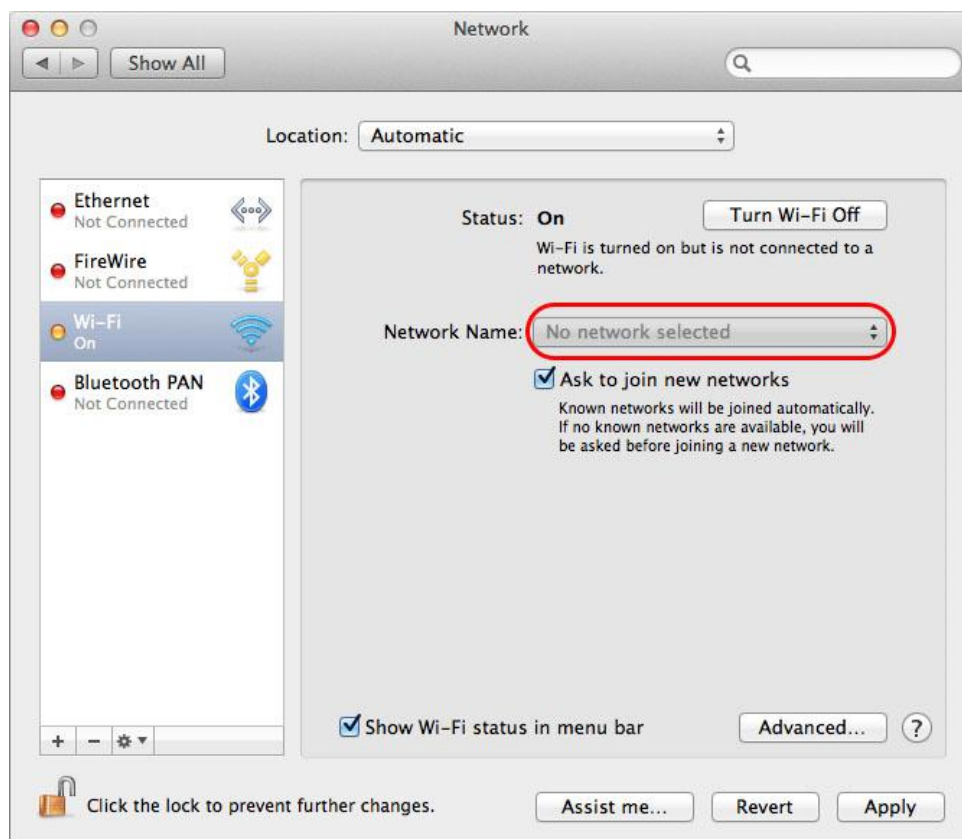 Network
Show All
Location: Automatic
Ethernet
Not Connected
FireWire
Not Connected
Wi-Fi
On
Bluetooth PAN
Not Connected
Status: On
Turn Wi-Fi Off
Wi-Fi is turned on but is not connected to a
network.
Network Name: No network selected
Ask to join new networks
Known networks will be joined automatically.
If no known networks are available, you will
be asked before joining a new network.
Show Wi-Fi status in menu bar
Advanced...
?
+ −
Click the lock to prevent further changes.
Assist me...
Revert
Apply